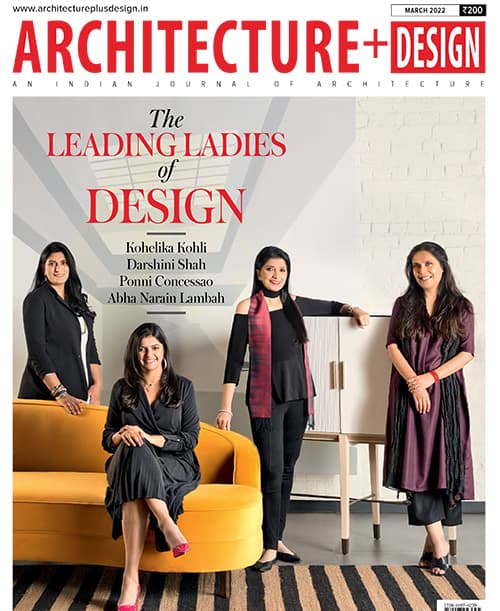 www.architectureplusdesign.in
MARCH 2022
₹200
ARCHITECTURE+DESIGN
AN INDIAN JOURNAL OF ARCHITECTURE
The
LEADING LADIES
of
DESIGN
Kohelika Kohli
Darshini Shah
Ponni Concessao
Abha Narain Lambah